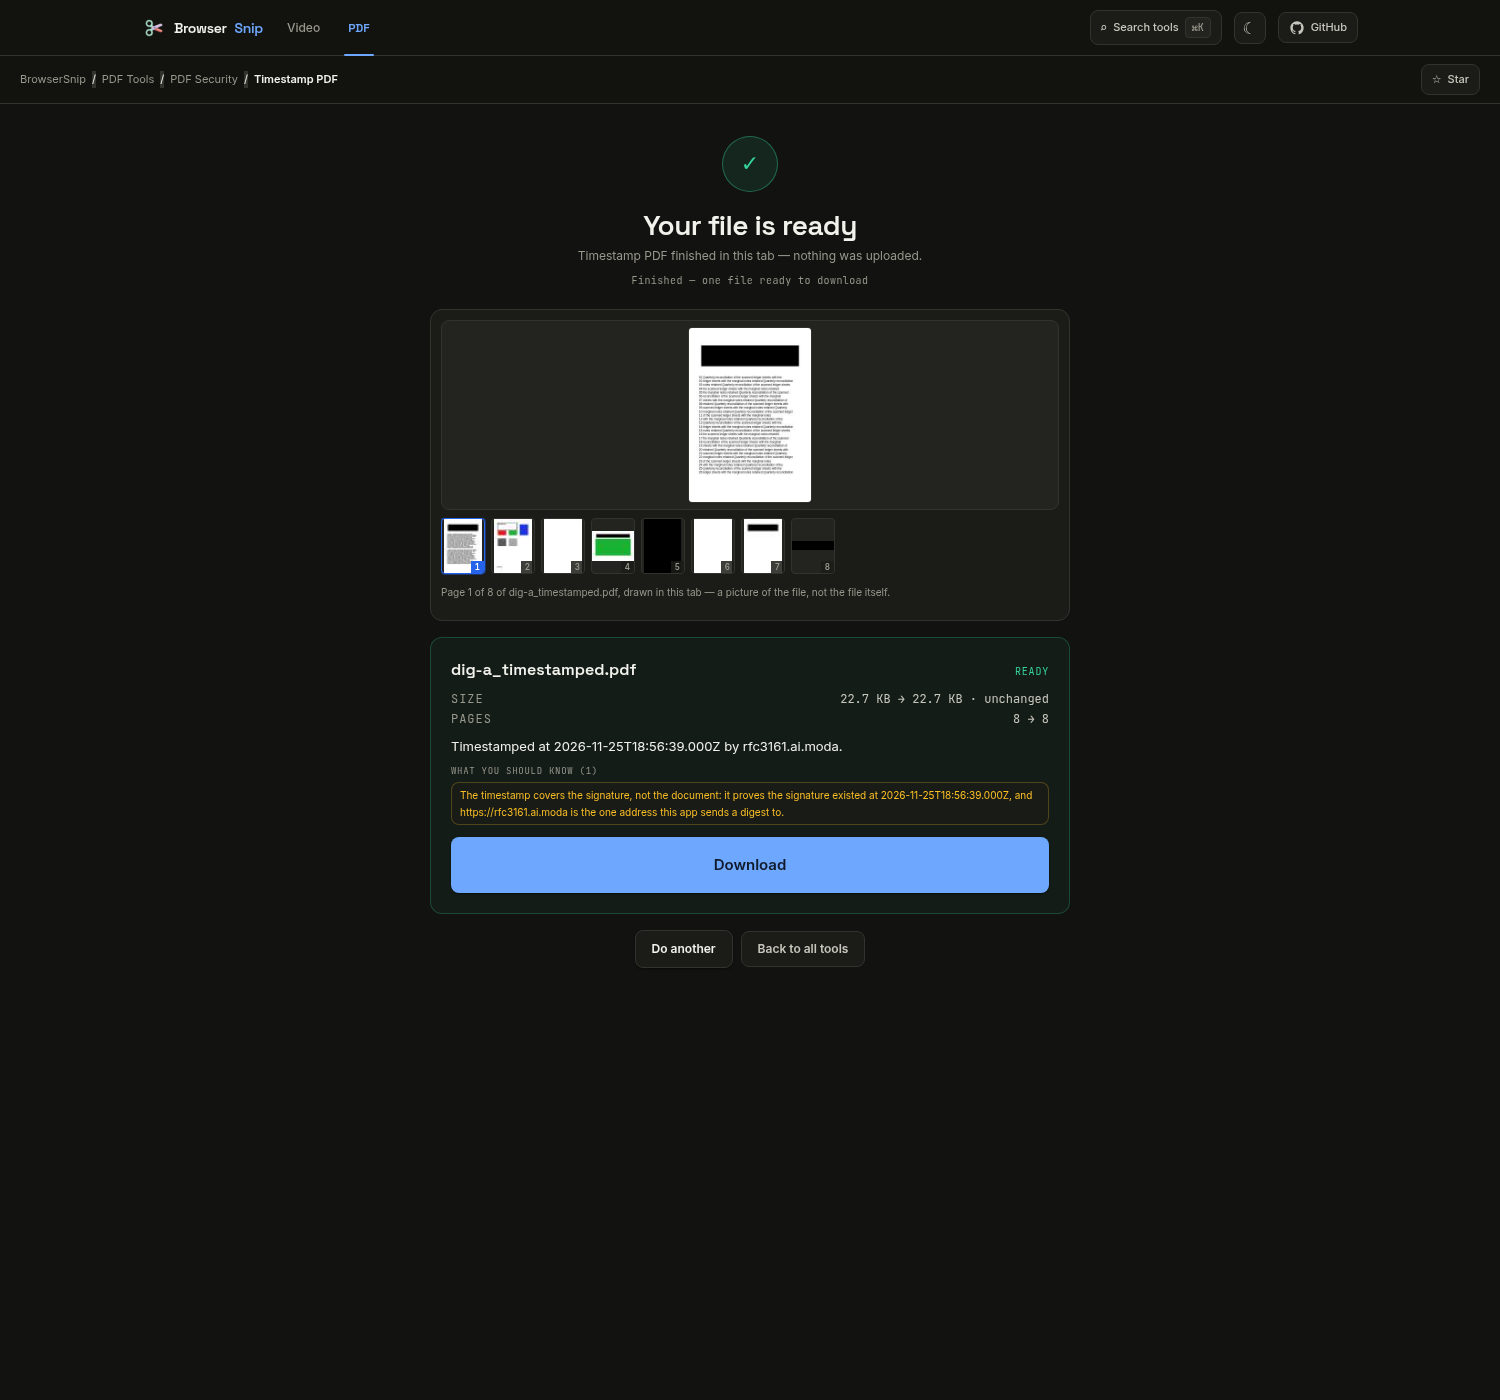 Browser Snip
Video
PDF
Search tools ⌘K
GitHub
BrowserSnip / PDF Tools / PDF Security / Timestamp PDF
☆ Star
✓
Your file is ready
Timestamp PDF finished in this tab — nothing was uploaded.
Finished — one file ready to download
1
2
3
4
5
6
7
8
Page 1 of 8 of dig-a_timestamped.pdf, drawn in this tab — a picture of the file, not the file itself.
dig-a_timestamped.pdf
READY
SIZE
22.7 KB → 22.7 KB · unchanged
PAGES
8 → 8
Timestamped at 2026-11-25T18:56:39.000Z by rfc3161.ai.moda.
WHAT YOU SHOULD KNOW (1)
The timestamp covers the signature, not the document: it proves the signature existed at 2026-11-25T18:56:39.000Z, and
https://rfc3161.ai.moda is the one address this app sends a digest to.
Download
Do another
Back to all tools